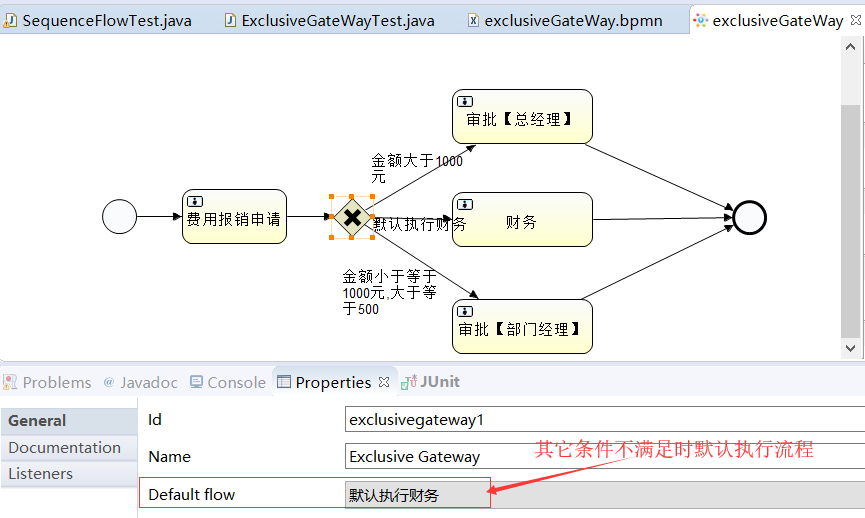 SequenceFlowTest.java
ExclusiveGateWayTest.java
exclusiveGateWay.bpmn
exclusiveGateWay
审批【总经理】
金额大于1000
元
费用报销申请
默认执行财务
财务
金额小于等于
1000元,大于等
于500
审批【部门经理】
Problems
@ Javadoc
Console
Properties
JUnit
General
Documentation
Listeners
Id
exclusivegateway1
其它条件不满足时默认执行流程
Name
Exclusive Gateway
Default flow
默认执行财务